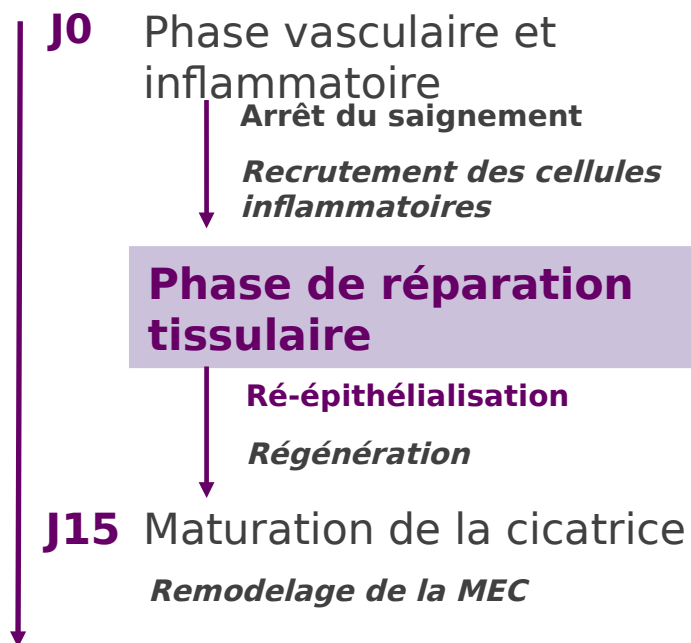 J0 Phase vasculaire et
inflammatoire
Arrêt du saignement
Recrutement des cellules
inflammatoires
Phase de réparation
tissulaire
Ré-épithélialisation
Régénération
J15 Maturation de la cicatrice
Remodelage de la MEC